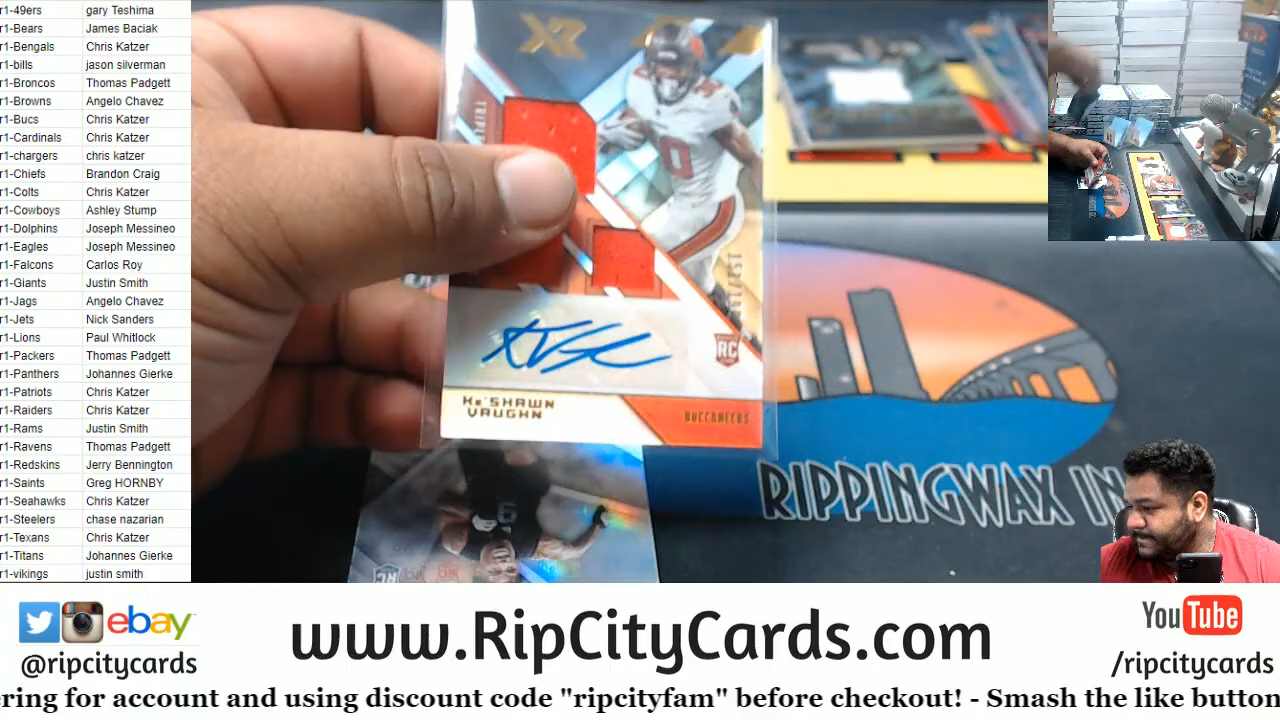 r1-49ers gary Teshima
r1-Bears James Baciak
r1-Bengals Chris Katzer
r1-bills jason silverman
r1-Broncos Thomas Padgett
r1-Browns Angelo Chavez
r1-Bucs Chris Katzer
r1-Cardinals Chris Katzer
r1-chargers chris katzer
r1-Chiefs Brandon Craig
r1-Colts Chris Katzer
r1-Cowboys Ashley Stump
r1-Dolphins Joseph Messineo
r1-Eagles Joseph Messineo
r1-Falcons Carlos Roy
r1-Giants Justin Smith
r1-Jags Angelo Chavez
r1-Jets Nick Sanders
r1-Lions Paul Whitlock
r1-Packers Thomas Padgett
r1-Panthers Johannes Gierke
r1-Patriots Chris Katzer
r1-Raiders Chris Katzer
r1-Rams Justin Smith
r1-Ravens Thomas Padgett
r1-Redskins Jerry Bennington
r1-Saints Greg HORNBY
r1-Seahawks Chris Katzer
r1-Steelers chase nazarian
r1-Texans Chris Katzer
r1-Titans Johannes Gierke
r1-vikings justin smith
XR
RC
KE'SHAWN
VAUGHN
BUCCANEERS
RIPPINGWAX IN
ebay
@ripcitycards
www.RipCityCards.com
YouTube
/ripcitycards
ering for account and using discount code "ripcityfam" before checkout! - Smash the like button